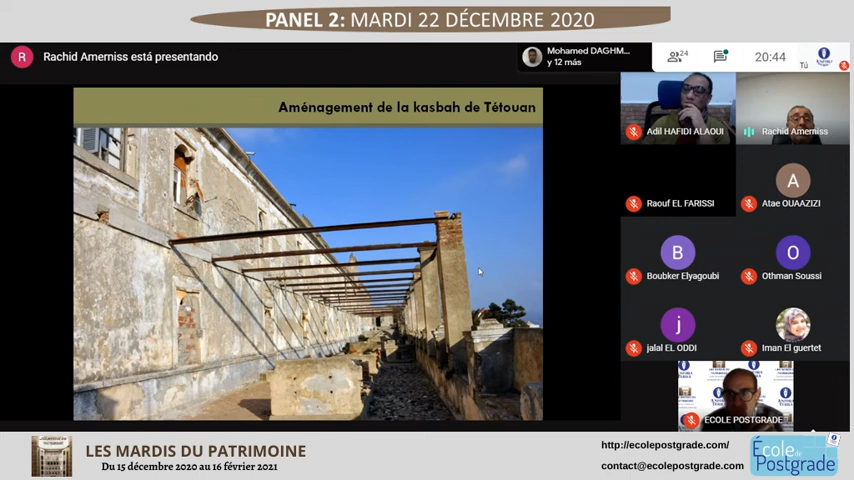 PANEL 2: MARDI 22 DÉCEMBRE 2020
R
Rachid Amerniss está presentando
Mohamed DAGHM...
y 12 más
24
20:44
Tú
Aménagement de la kasbah de Tétouan
Adil HAFIDI ALAOUI
Rachid Amerniss
Raouf EL FARISSI
A
Atae OUAAZIZI
B
Boubker Elyagoubi
O
Othman Soussi
j
jalal EL ODDI
Iman El guertet
ECOLE POSTGRADE
LES MARDIS DU PATRIMOINE
Du 15 décembre 2020 au 16 février 2021
http://ecolepostgrade.com/
contact@ecolepostgrade.com
École de
Postgrade